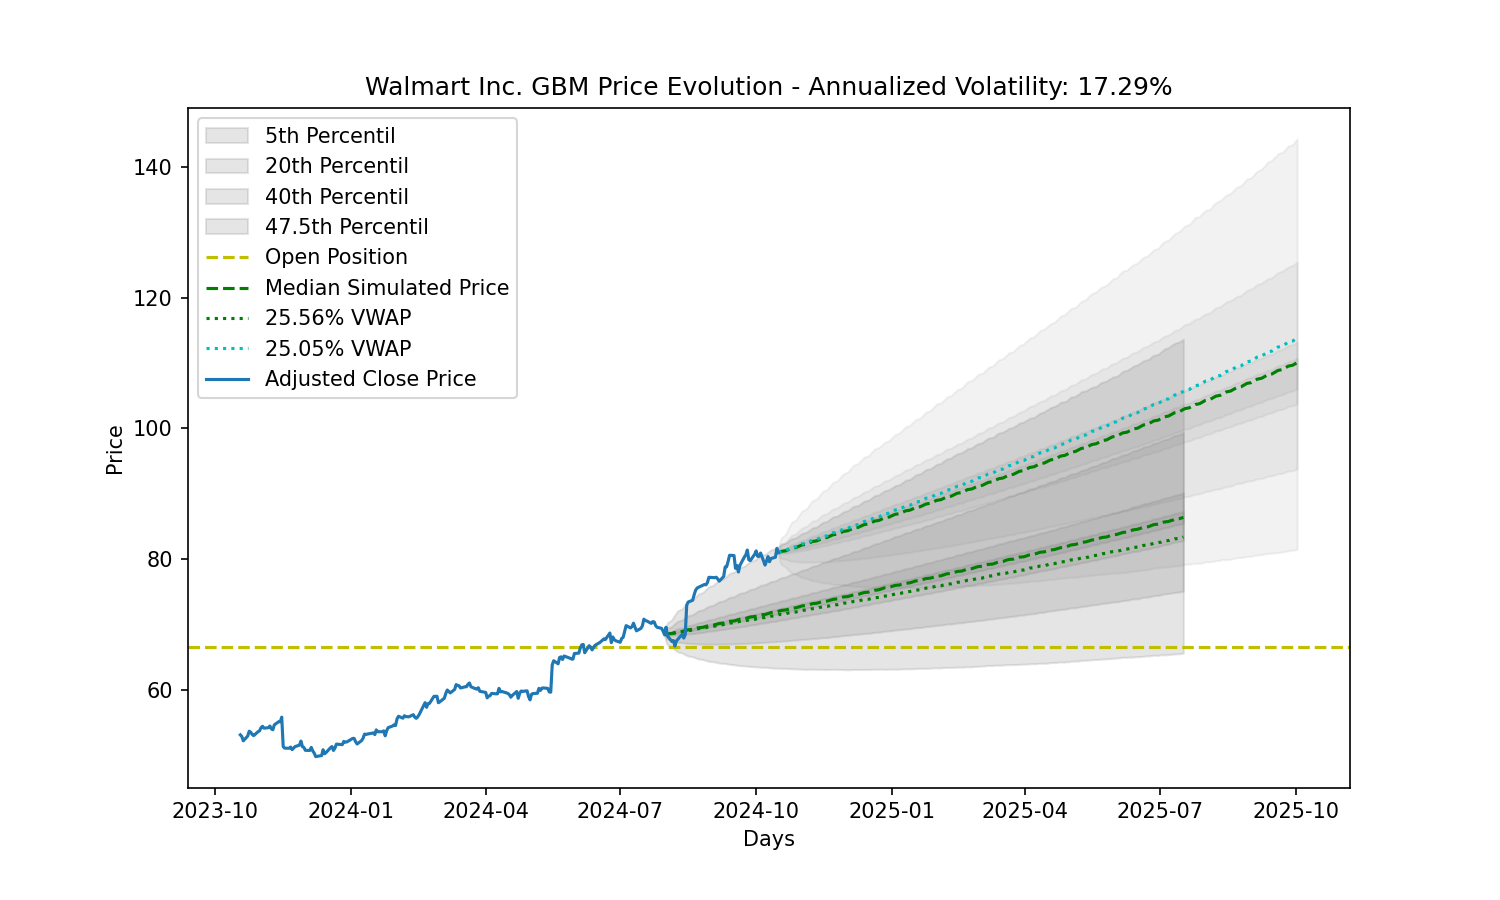 Walmart Inc. GBM Price Evolution - Annualized Volatility: 17.29%
5th Percentil
20th Percentil
40th Percentil
47.5th Percentil
Open Position
Median Simulated Price
25.56% VWAP
25.05% VWAP
Adjusted Close Price
Price
140
120
100
80
60
2023-10 2024-01 2024-04 2024-07 2024-10 2025-01 2025-04 2025-07 2025-10
Days